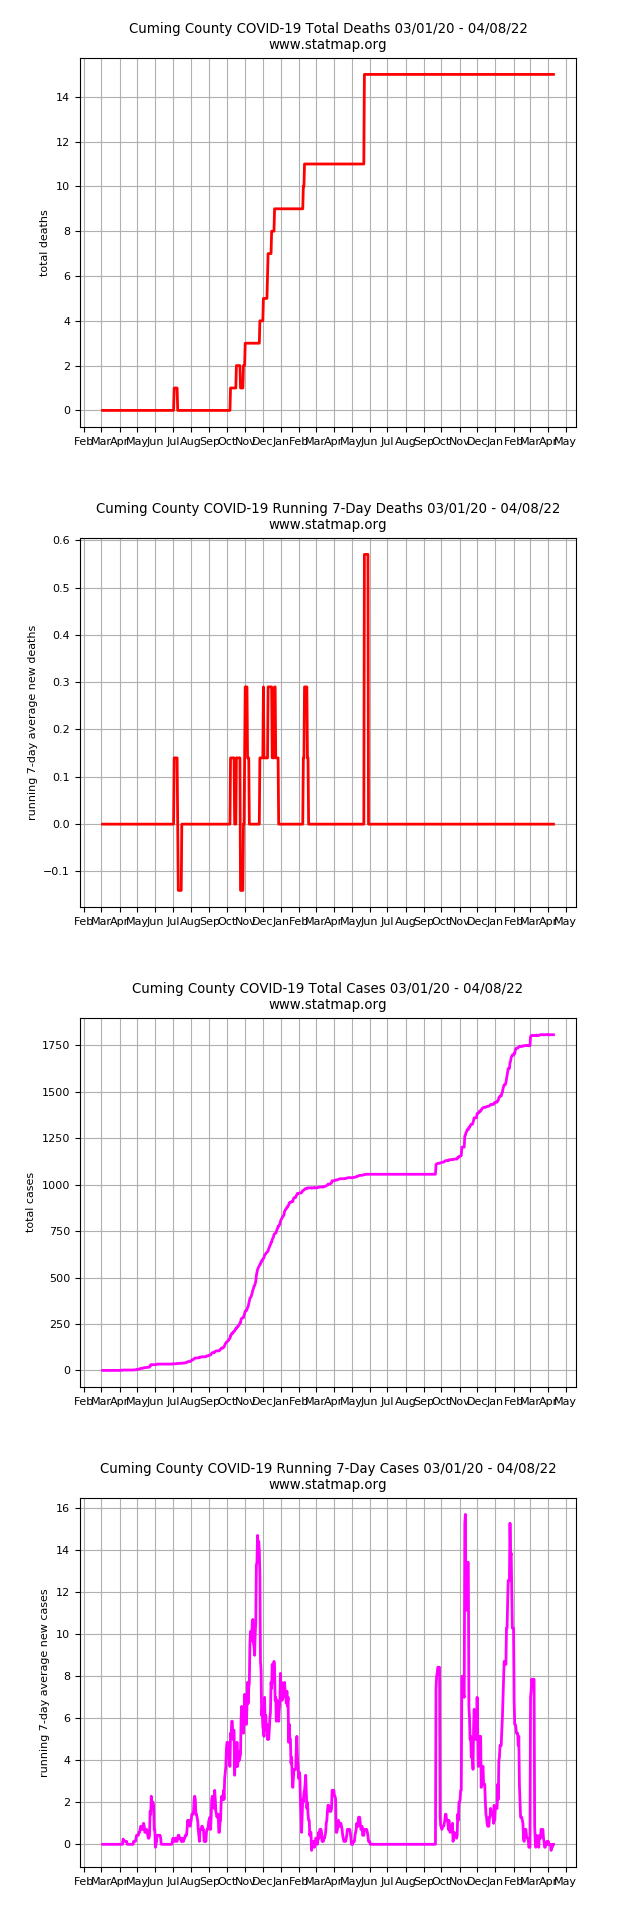 Cuming County COVID-19 Total Deaths 03/01/20 - 04/08/22
www.statmap.org
14
12
10
8
6
4
2
0
total deaths
Feb Mar Apr May Jun Jul Aug Sep Oct Nov Dec Jan Feb Mar Apr May Jun Jul Aug Sep Oct Nov Dec Jan Feb Mar Apr May
Cuming County COVID-19 Running 7-Day Deaths 03/01/20 - 04/08/22
www.statmap.org
0.6
0.5
0.4
0.3
0.2
0.1
0.0
−0.1
running 7-day average new deaths
Feb Mar Apr May Jun Jul Aug Sep Oct Nov Dec Jan Feb Mar Apr May Jun Jul Aug Sep Oct Nov Dec Jan Feb Mar Apr May
Cuming County COVID-19 Total Cases 03/01/20 - 04/08/22
www.statmap.org
1750
1500
1250
1000
750
500
250
0
total cases
Feb Mar Apr May Jun Jul Aug Sep Oct Nov Dec Jan Feb Mar Apr May Jun Jul Aug Sep Oct Nov Dec Jan Feb Mar Apr May
Cuming County COVID-19 Running 7-Day Cases 03/01/20 - 04/08/22
www.statmap.org
16
14
12
10
8
6
4
2
0
running 7-day average new cases
Feb Mar Apr May Jun Jul Aug Sep Oct Nov Dec Jan Feb Mar Apr May Jun Jul Aug Sep Oct Nov Dec Jan Feb Mar Apr May